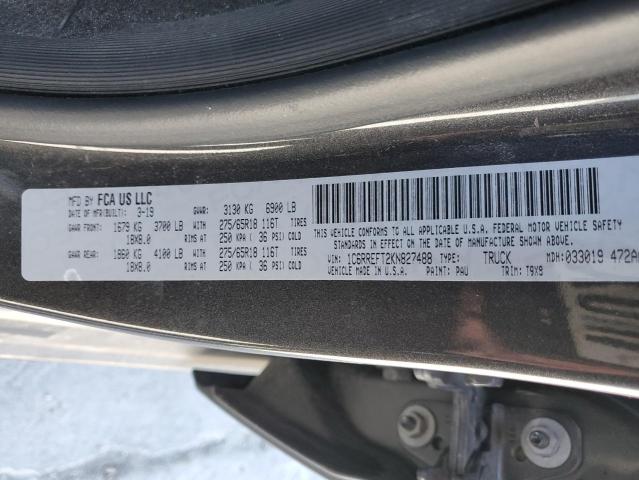 MFD BY FCA US LLC
DATE OF MFR(BUILT): 3-19 GVWR: 3130 KG 6900 LB
GAWR FRONT: 1679 KG 3700 LB WITH 275/65R18 116T TIRES
18X8.0 RIMS AT 250 KPA ( 36 PSI) COLD
GAWR REAR: 1860 KG 4100 LB WITH 275/65R18 116T TIRES
18X8.0 RIMS AT 250 KPA ( 36 PSI) COLD
THIS VEHICLE CONFORMS TO ALL APPLICABLE U.S.A. FEDERAL MOTOR VEHICLE SAFETY
STANDARDS IN EFFECT ON THE DATE OF MANUFACTURE SHOWN ABOVE.
VIN: 1C6RREFT2KN827488 TYPE: TRUCK MDH:033019 472A
VEHICLE MADE IN U.S.A. PAINT: PAU TRIM: T9X9